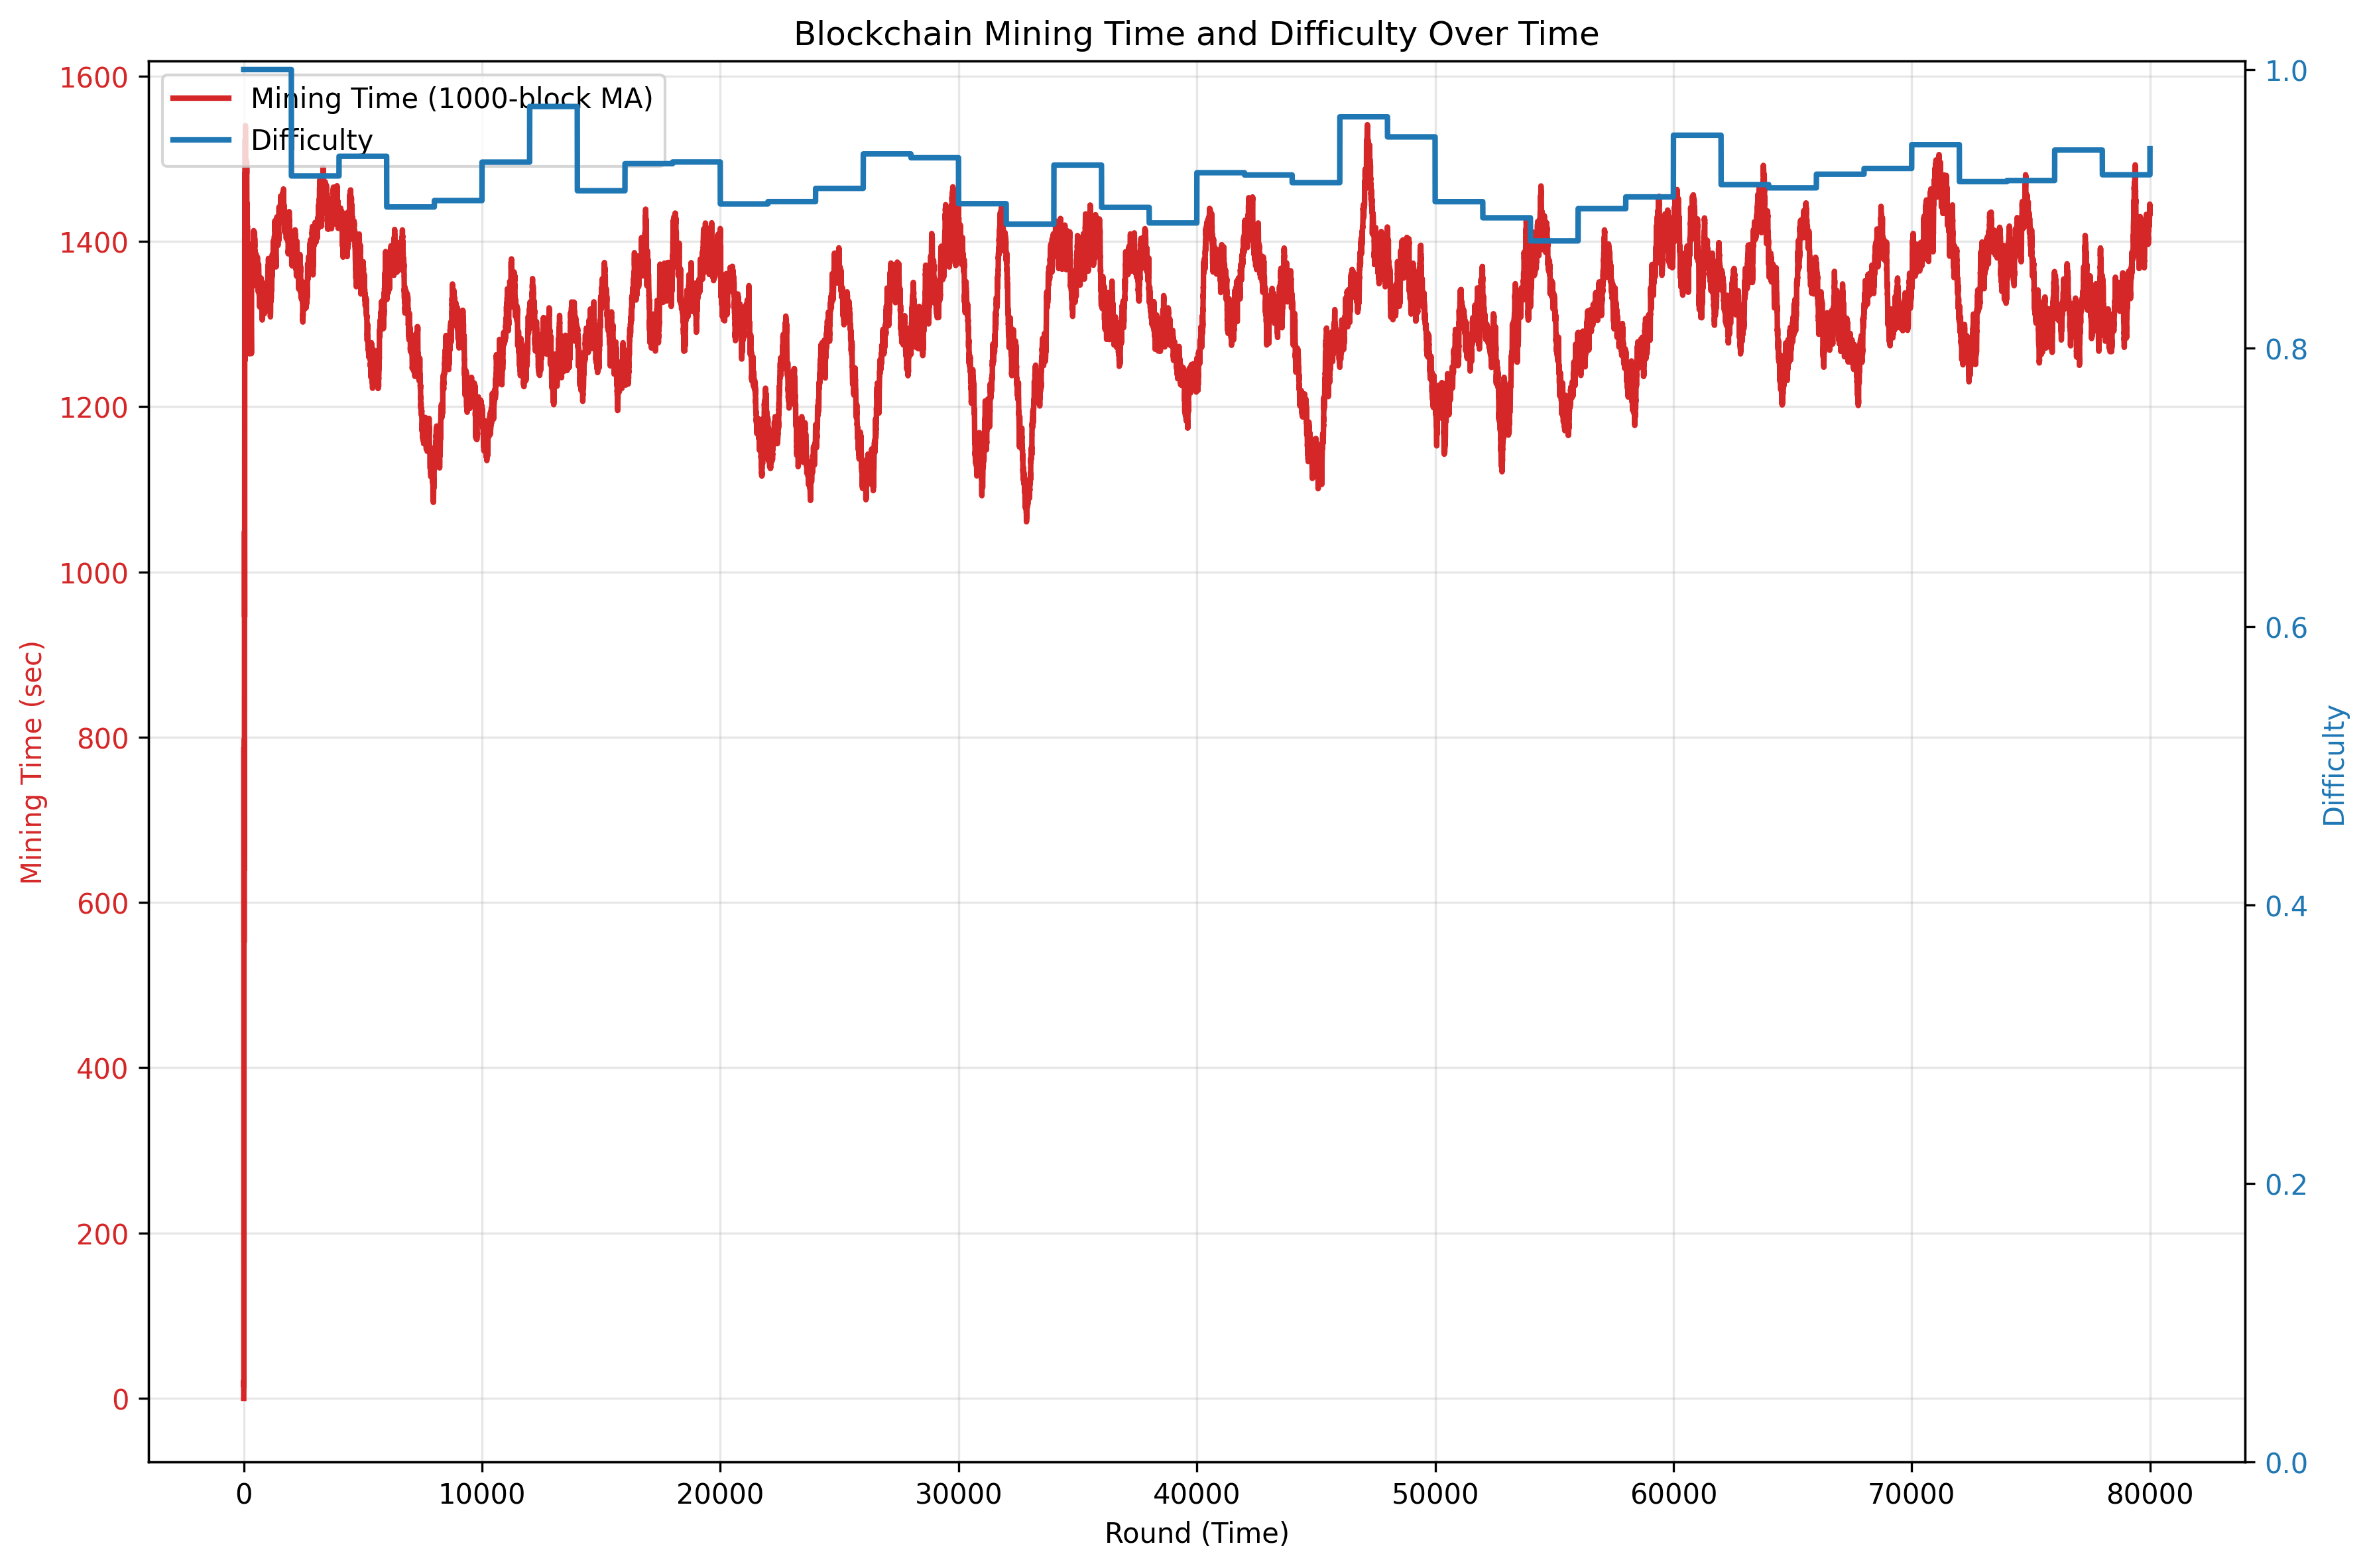 Blockchain Mining Time and Difficulty Over Time
Mining Time (1000-block MA)
Difficulty
1600
1400
1200
1000
800
600
400
200
0
Mining Time (sec)
1.0
0.8
0.6
0.4
0.2
0.0
Difficulty
0 10000 20000 30000 40000 50000 60000 70000 80000
Round (Time)